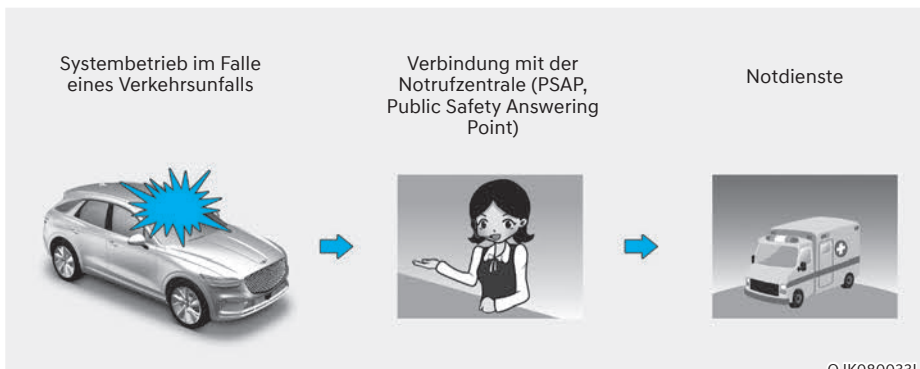 Systembetrieb im Falle
eines Verkehrsunfalls
Verbindung mit der
Notrufzentrale (PSAP,
Public Safety Answering
Point)
Notdienste